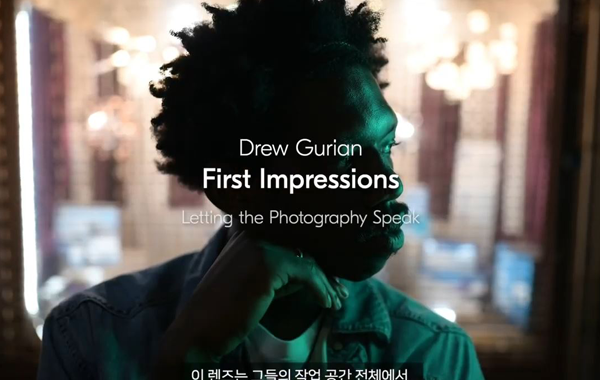 Drew Gurian
First Impressions
Letting the Photography Speak
이 렌즈는 그들의 작업 공간 전체에서